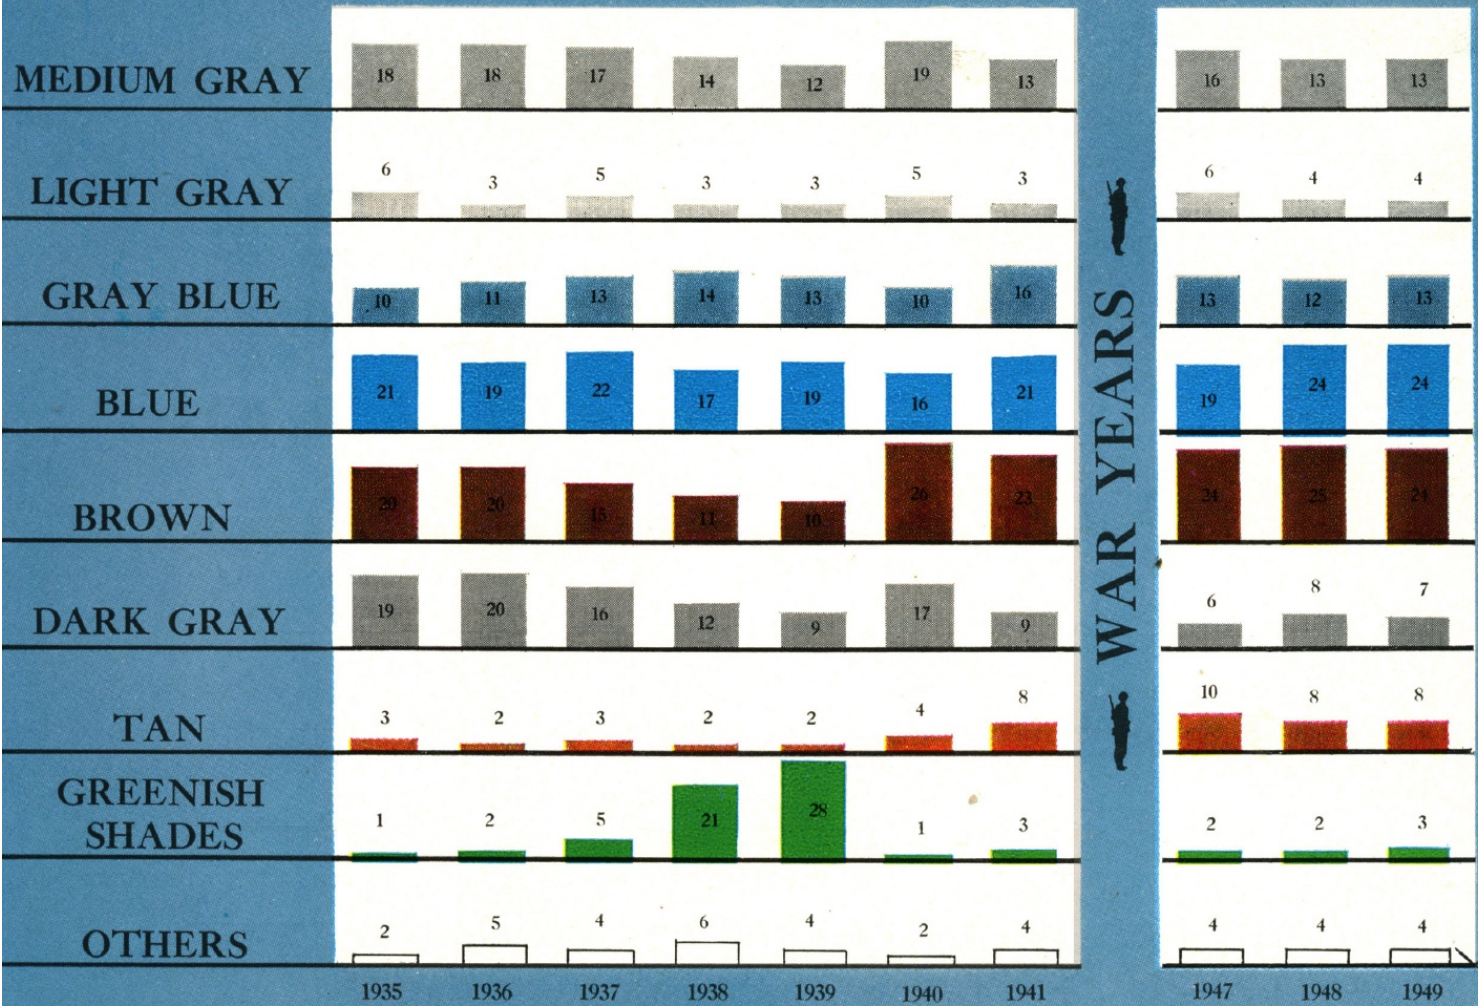 MEDIUM GRAY 18 18 17 14 12 19 13 16 13 13
LIGHT GRAY 6 3 5 3 3 5 3 6 4 4
GRAY BLUE 10 11 13 14 13 10 16 13 12 13
BLUE 21 19 22 17 19 16 21 19 24 24
BROWN 20 20 15 11 10 26 23 24 25 24
DARK GRAY 19 20 16 12 9 17 9 6 8 7
TAN 3 2 3 2 2 4 8 10 8 8
GREENISH
SHADES 1 2 5 21 28 1 3 2 2 3
OTHERS 2 5 4 6 4 2 4 4 4 4
WAR YEARS
1935 1936 1937 1938 1939 1940 1941 1947 1948 1949